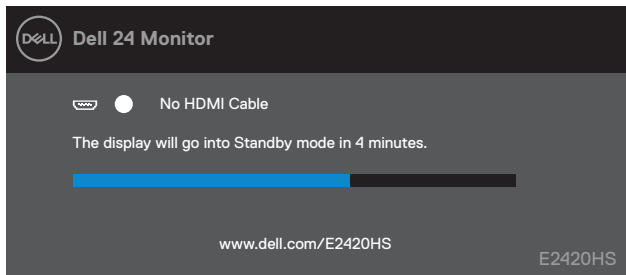 DELL
Dell 24 Monitor
No HDMI Cable
The display will go into Standby mode in 4 minutes.
www.dell.com/E2420HS
E2420HS